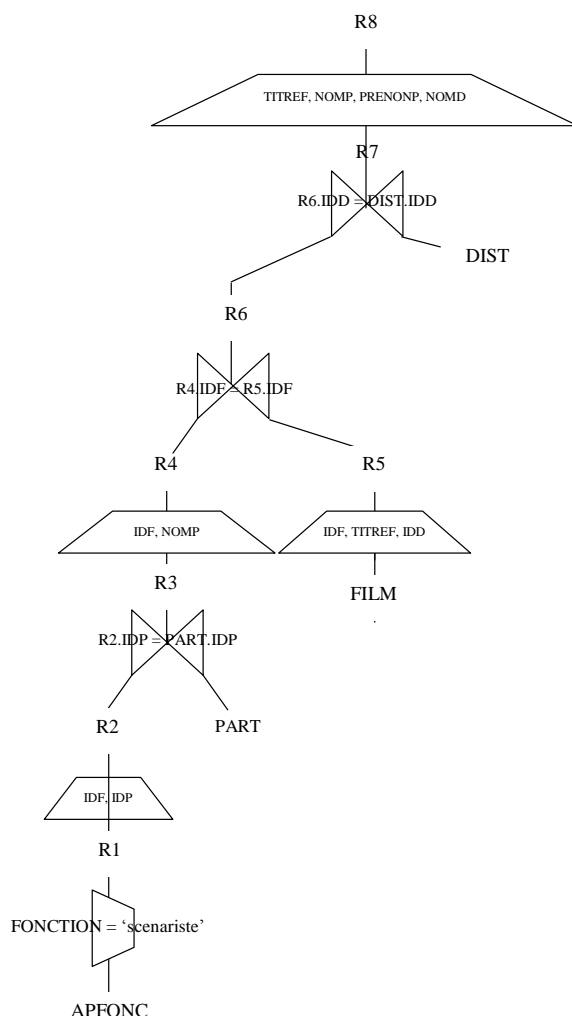 R8
TITREF, NOMP, PRENONP, NOMD
R7
R6.IDD = DIST.IDD
DIST
R6
R4.IDF = R5.IDF
R4
R5
IDF, NOMP
IDF, TITREF, IDD
R3
FILM
R2.IDP = PART.IDP
R2
PART
IDF, IDP
R1
FONCTION = ‘scenariste’
APFONC